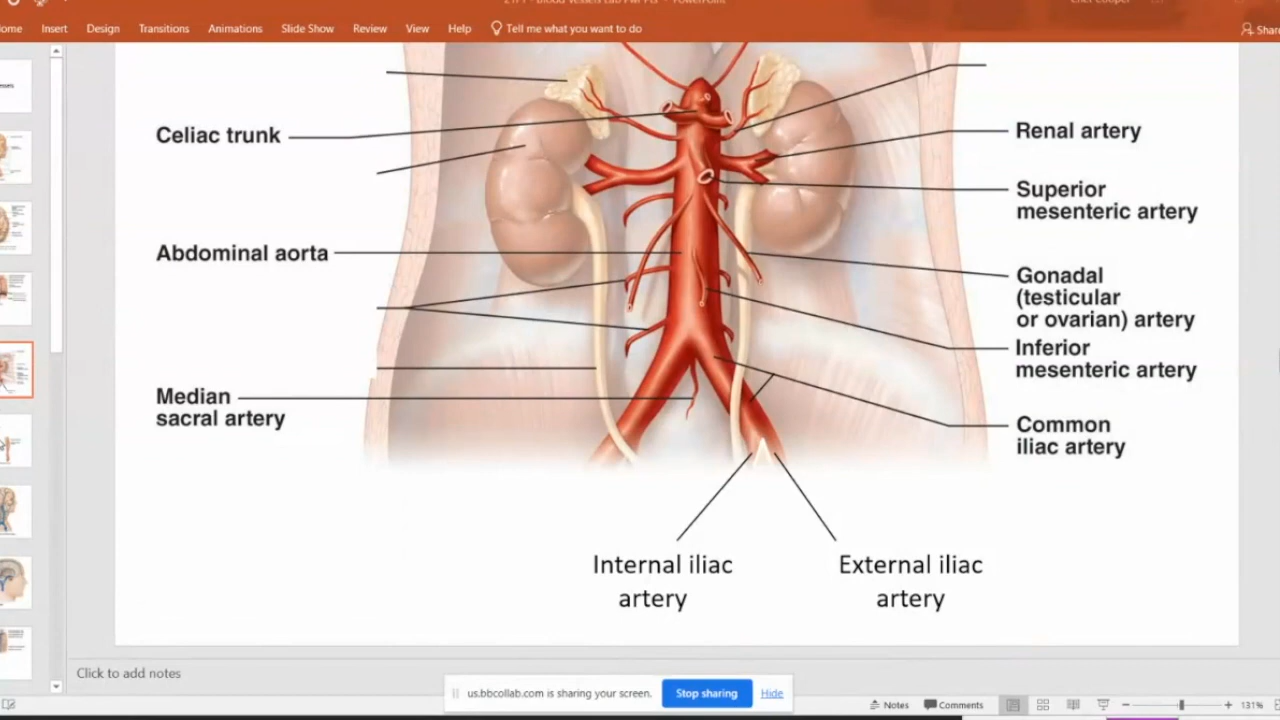 Home Insert Design Transitions Animations Slide Show Review View Help Tell me what you want to do
Celiac trunk
Renal artery
Superior
mesenteric artery
Abdominal aorta
Gonadal
(testicular
or ovarian) artery
Inferior
mesenteric artery
Median
sacral artery
Common
iliac artery
Internal iliac
artery
External iliac
artery
Click to add notes
us.bbcollab.com is sharing your screen. Stop sharing Hide
Notes Comments 131%